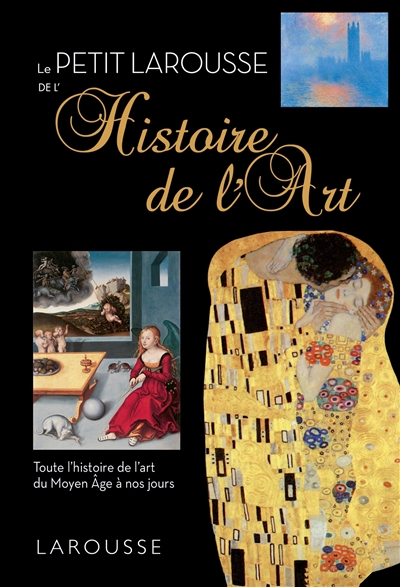 Le PETIT LAROUSSE
DE L'
Histoire
de l'Art
Toute l'histoire de l'art
du Moyen Âge à nos jours
LAROUSSE